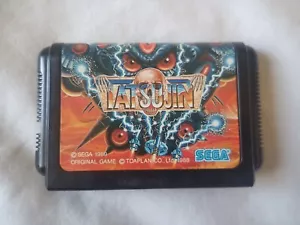 TATSUJIN
© SEGA 1989
ORIGINAL GAME © TOAPLAN CO., Ltd 1988
SEGA